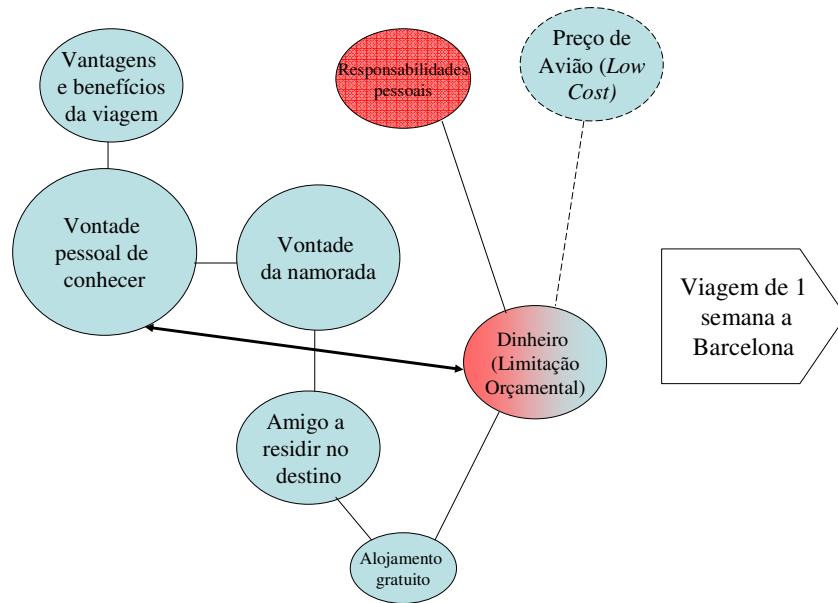 Vantagens
e benefícios
da viagem
Responsabilidades
pessoais
Preço de
Avião (Low
Cost)
Vontade
pessoal de
conhecer
Vontade
da namorada
Dinheiro
(Limitação
Orçamental)
Viagem de 1
semana a
Barcelona
Amigo a
residir no
destino
Alojamento
gratuito